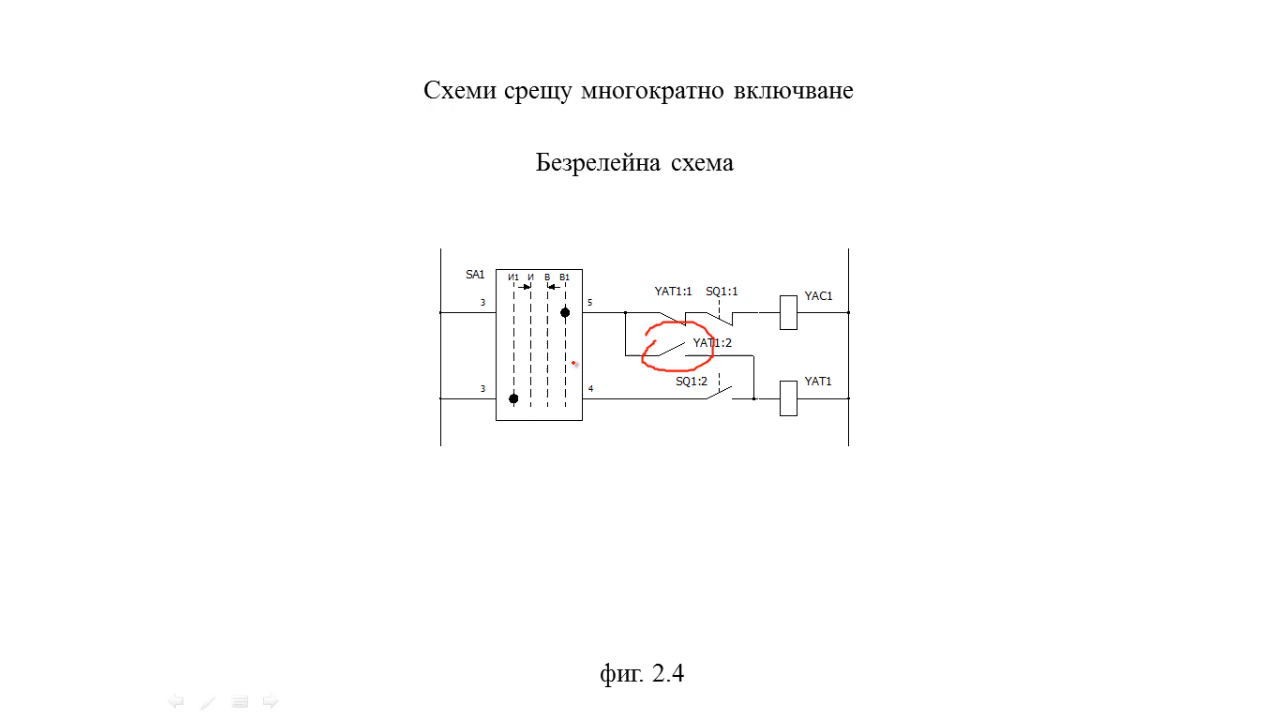 Схеми срещу многократно включване
Безрелейна схема
SA1 И1 И В В1
YAT1:1 SQ1:1 YAC1
3 5
YAT1:2
SQ1:2 YAT1
3 4
фиг. 2.4